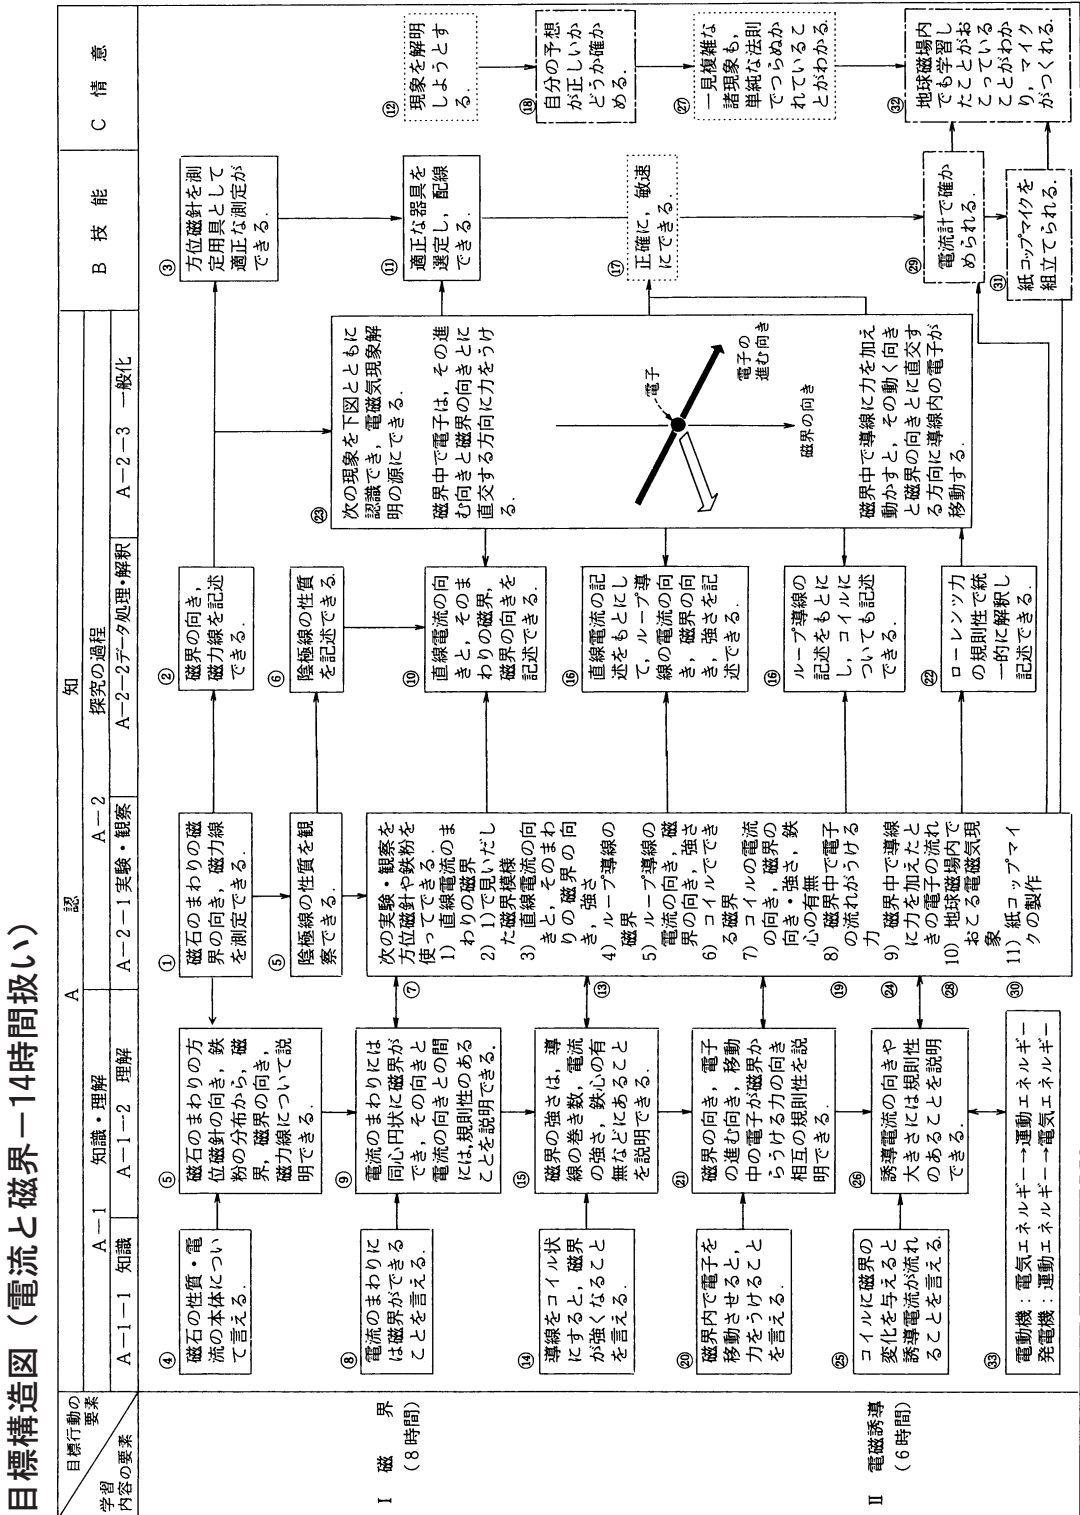 目標構造図（電流と磁界－14時間扱い）
目標行動の
要素
学習
内容の要素
A 認知
A－1 知識・理解
A－1－1 知識
A－1－2 理解
A－2 探究の過程
A－2－1 実験・観察
A－2－2 データ処理・解釈
A－2－3 一般化
B 技能
C 情意
Ⅰ 磁界
（8時間）
Ⅱ 電磁誘導
（6時間）
④
磁石の性質・電
流の本体につい
て言える.
⑤
磁石のまわりの方
位磁針の向き, 鉄
粉の分布から, 磁
界, 磁界の向き,
磁力線について説
明できる.
①
磁石のまわりの磁
界の向き, 磁力線
を測定できる.
②
磁界の向き,
磁力線を記述
できる.
③
方位磁針を測
定用具として
適正な測定が
できる.
⑤
陰極線の性質を観
察できる.
⑥
陰極線の性質
を記述できる.
⑧
電流のまわりに
は磁界ができる
ことを言える.
⑨
電流のまわりには
同心円状に磁界が
でき, その向きと
電流の向きとの間
には規則性のある
ことを説明できる.
⑦
⑬
⑲
㉔
㉘
㉚
次の実験・観察を
方位磁針や鉄粉を
使ってできる.
1) 直線電流のま
わりの磁界
2) 1)で見いだし
た磁界模様
3) 直線電流の向
きと, そのまわ
りの磁界の向
き, 強さ
4) ループ導線の
磁界
5) ループ導線の
電流の向き, 磁
界の向き, 強さ
6) コイルででき
る磁界
7) コイルの電流
の向き, 磁界の
向き・強さ, 鉄
心の有無
8) 磁界中で電子
の流れがうける
力
9) 磁界中で導線
に力を加えたと
きの電子の流れ
10) 地球磁場内で
おこる電磁気現
象
11) 紙コップマイ
クの製作
⑩
直線電流の向
きと, そのま
わりの磁界,
磁界の向きを
記述できる.
⑯
直線電流の記
述をもとにし
て, ループ導
線の電流の向
き, 磁界の向
き, 強さを記
述できる.
⑯
ループ導線の
記述をもとに
し, コイルに
ついても記述
できる.
㉒
ローレンツ力
の規則性で統
一的に解釈し
記述できる.
㉓
次の現象を下図とともに
認識でき, 電磁気現象解
明の源にできる.
磁界中で電子は, その進
む向きと磁界の向きとに
直交する方向に力をうけ
る.
電子
電子の
進む向き
磁界の向き
磁界中で導線に力を加え
動かすと, その動く向き
と磁界の向きとに直交す
る方向に導線内の電子が
移動する.
⑪
適正な器具を
選定し, 配線
できる.
⑰
正確に, 敏速
にできる.
㉙
電流計で確か
められる.
㉛
紙コップマイクを
組立てられる.
⑫
現象を解明
しようとす
る.
⑱
自分の予想
が正しいか
どうか確か
める.
㉗
一見複雑な
諸現象も,
単純な法則
でつらぬか
れているこ
とがわかる.
㉜
地球磁場内
でも学習し
たことがお
こっている
ことがわか
り, マイク
がつくれる.
⑭
導線をコイル状
にすると, 磁界
が強くなること
を言える.
⑮
磁界の強さは, 導
線の巻き数, 電流
の強さ, 鉄心の有
無などにあること
を説明できる.
⑳
磁界内で電子を
移動させると,
力をうけること
を言える.
㉑
磁界の向き, 電子
の進む向き, 移動
中の電子が磁界か
らうける力の向き
相互の規則性を説
明できる.
㉕
コイルに磁界の
変化を与えると
誘導電流が流れ
ることを言える.
㉖
誘導電流の向きや
大きさには規則性
のあることを説明
できる.
㉝
電動機：電気エネルギー→運動エネルギー
発電機：運動エネルギー→電気エネルギー